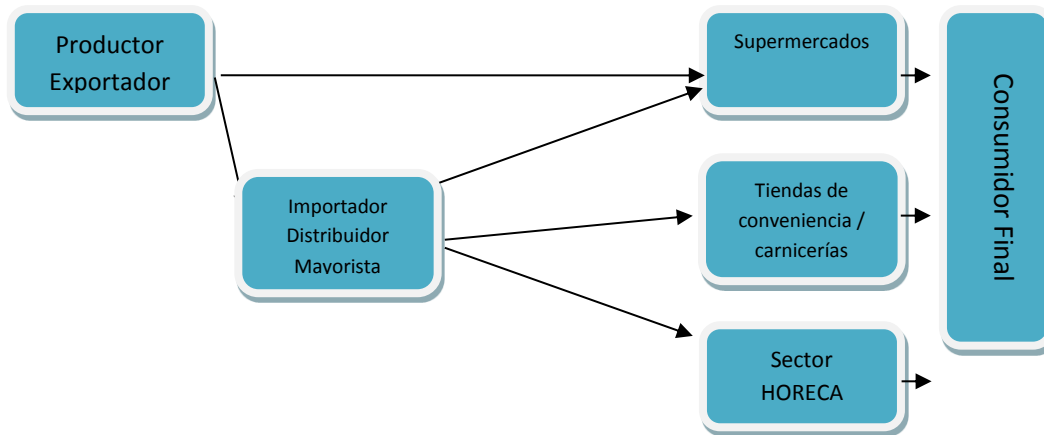 Productor
Exportador
Supermercados
Importador
Distribuidor
Mayorista
Tiendas de
conveniencia /
carnicerías
Sector
HORECA
Consumidor Final